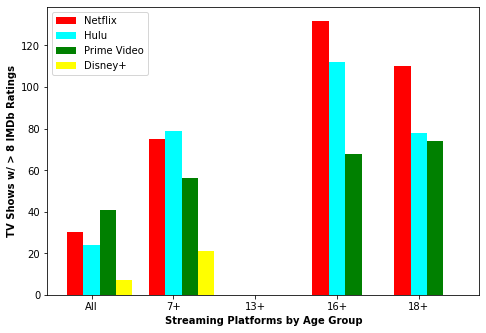 Netflix
Hulu
Prime Video
Disney+
120
100
80
60
40
20
0
TV Shows w/ > 8 IMDb Ratings
All 7+ 13+ 16+ 18+
Streaming Platforms by Age Group